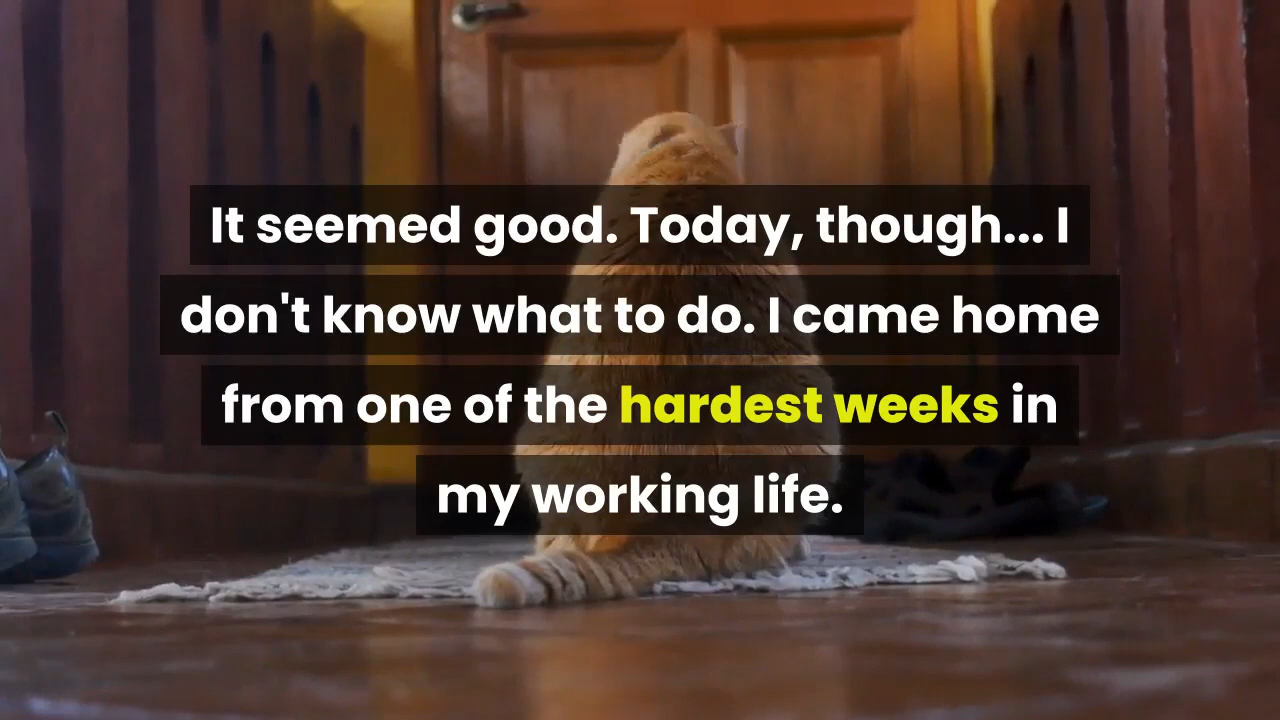 It seemed good. Today, though... I
don't know what to do. I came home
from one of the hardest weeks in
my working life.